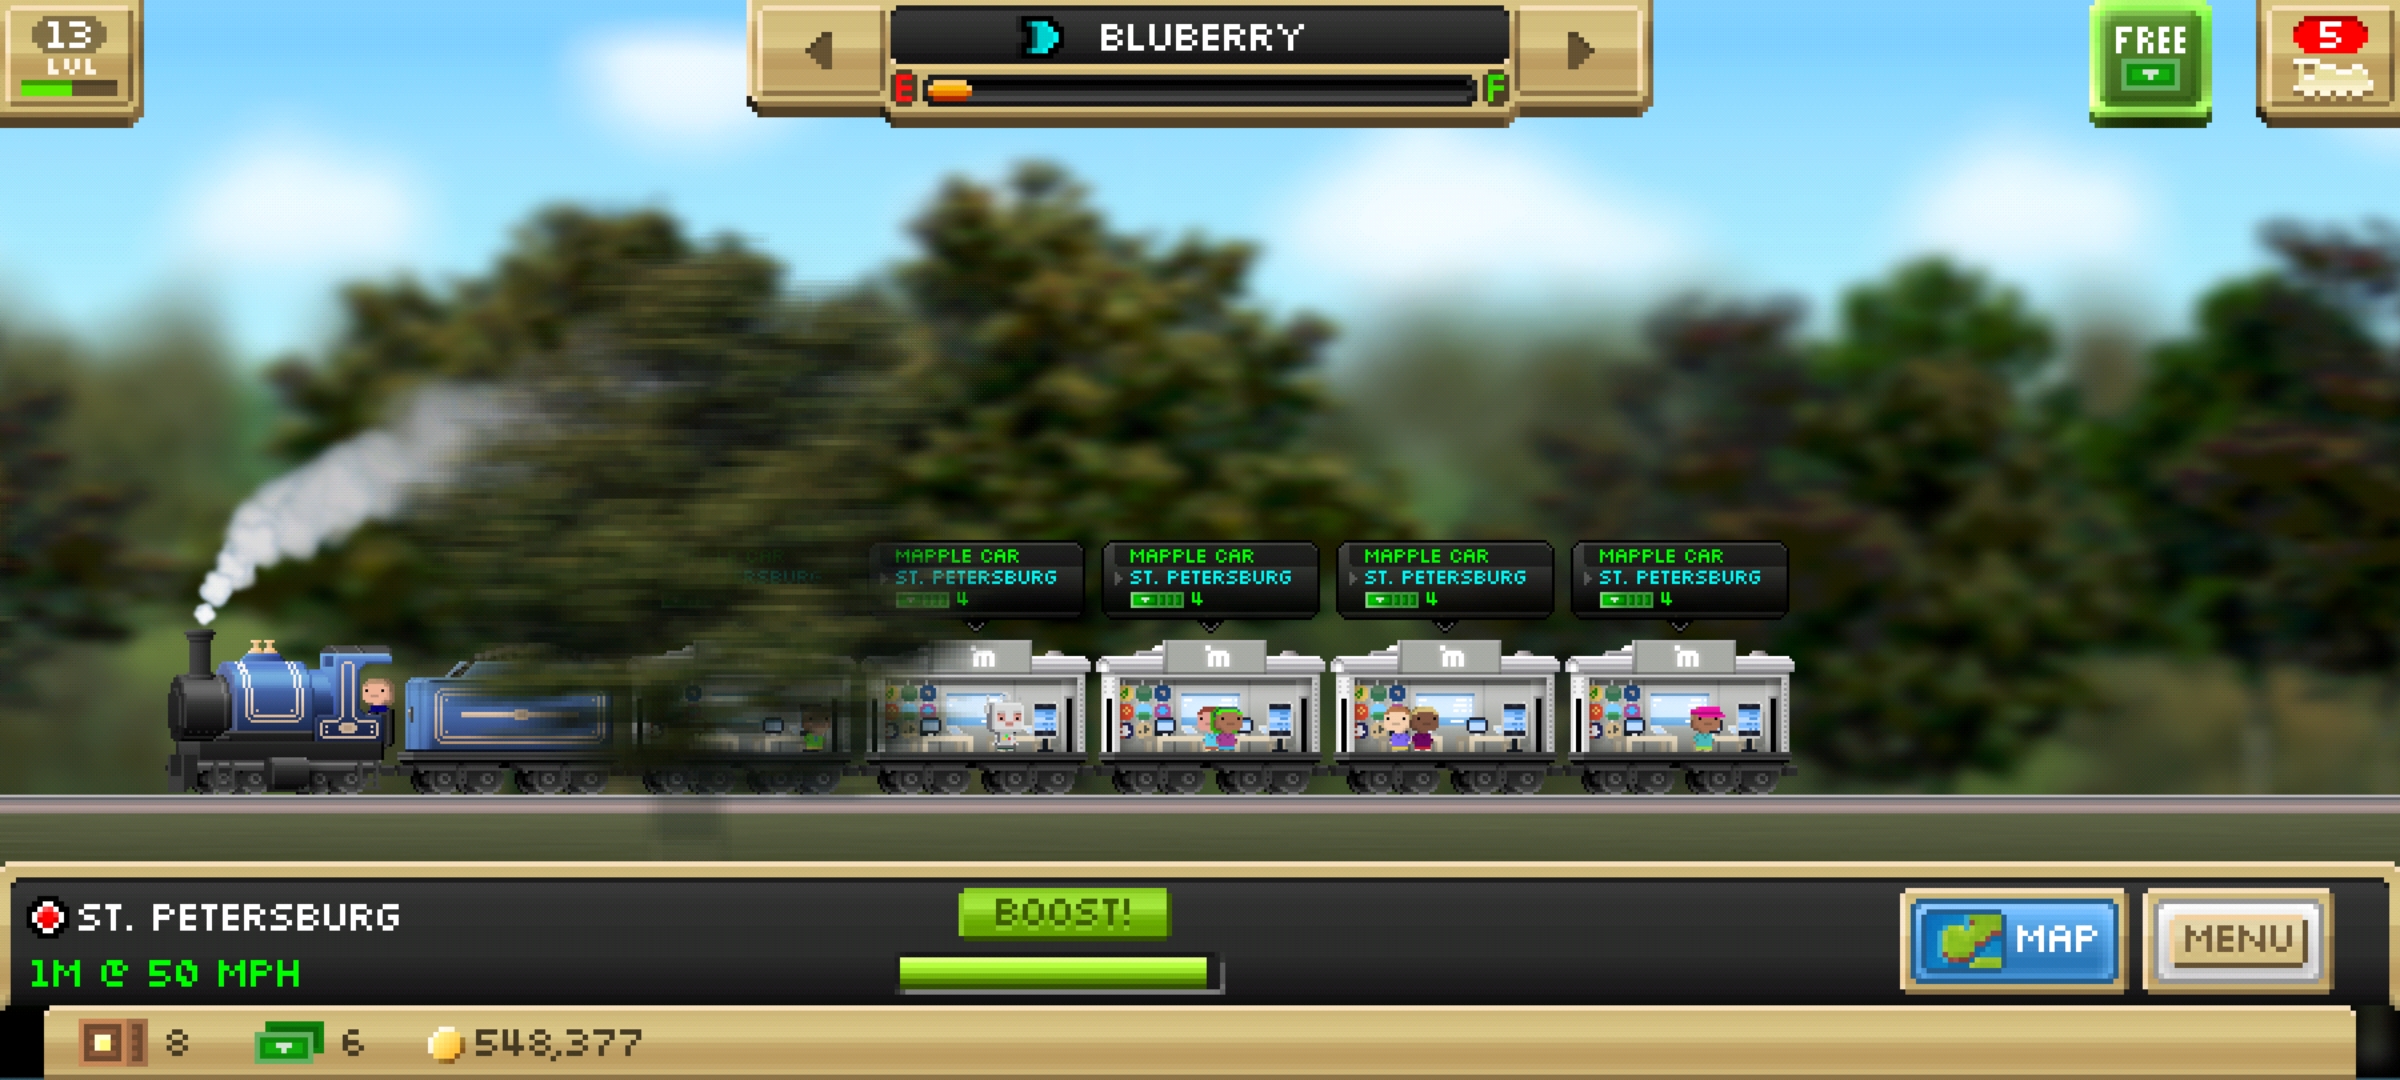 13
LVL
BLUBERRY
E
F
FREE
5
MAPPLE CAR
ST. PETERSBURG
4
MAPPLE CAR
ST. PETERSBURG
4
MAPPLE CAR
ST. PETERSBURG
4
MAPPLE CAR
ST. PETERSBURG
4
m
m
m
m
ST. PETERSBURG
1M @ 50 MPH
BOOST!
MAP
MENU
8
6
548,377